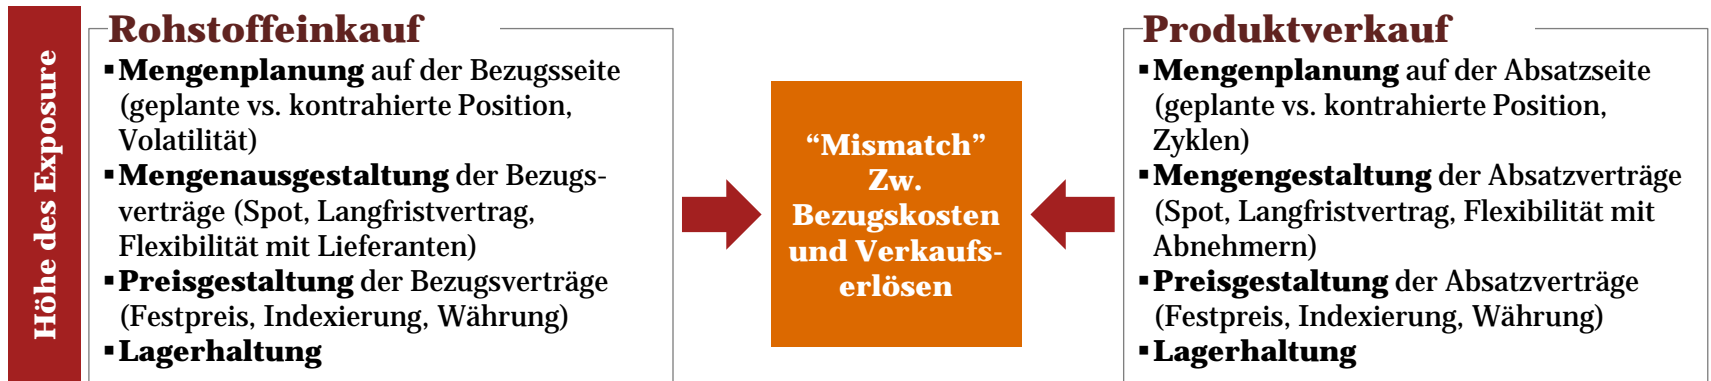 Höhe des Exposure
Rohstoffeinkauf
▪Mengenplanung auf der Bezugsseite
(geplante vs. kontrahierte Position,
Volatilität)
▪Mengenausgestaltung der Bezugs-
verträge (Spot, Langfristvertrag,
Flexibilität mit Lieferanten)
▪Preisgestaltung der Bezugsverträge
(Festpreis, Indexierung, Währung)
▪Lagerhaltung
“Mismatch”
Zw.
Bezugskosten
und Verkaufs-
erlösen
Produktverkauf
▪Mengenplanung auf der Absatzseite
(geplante vs. kontrahierte Position,
Zyklen)
▪Mengengestaltung der Absatzverträge
(Spot, Langfristvertrag, Flexibilität mit
Abnehmern)
▪Preisgestaltung der Absatzverträge
(Festpreis, Indexierung, Währung)
▪Lagerhaltung